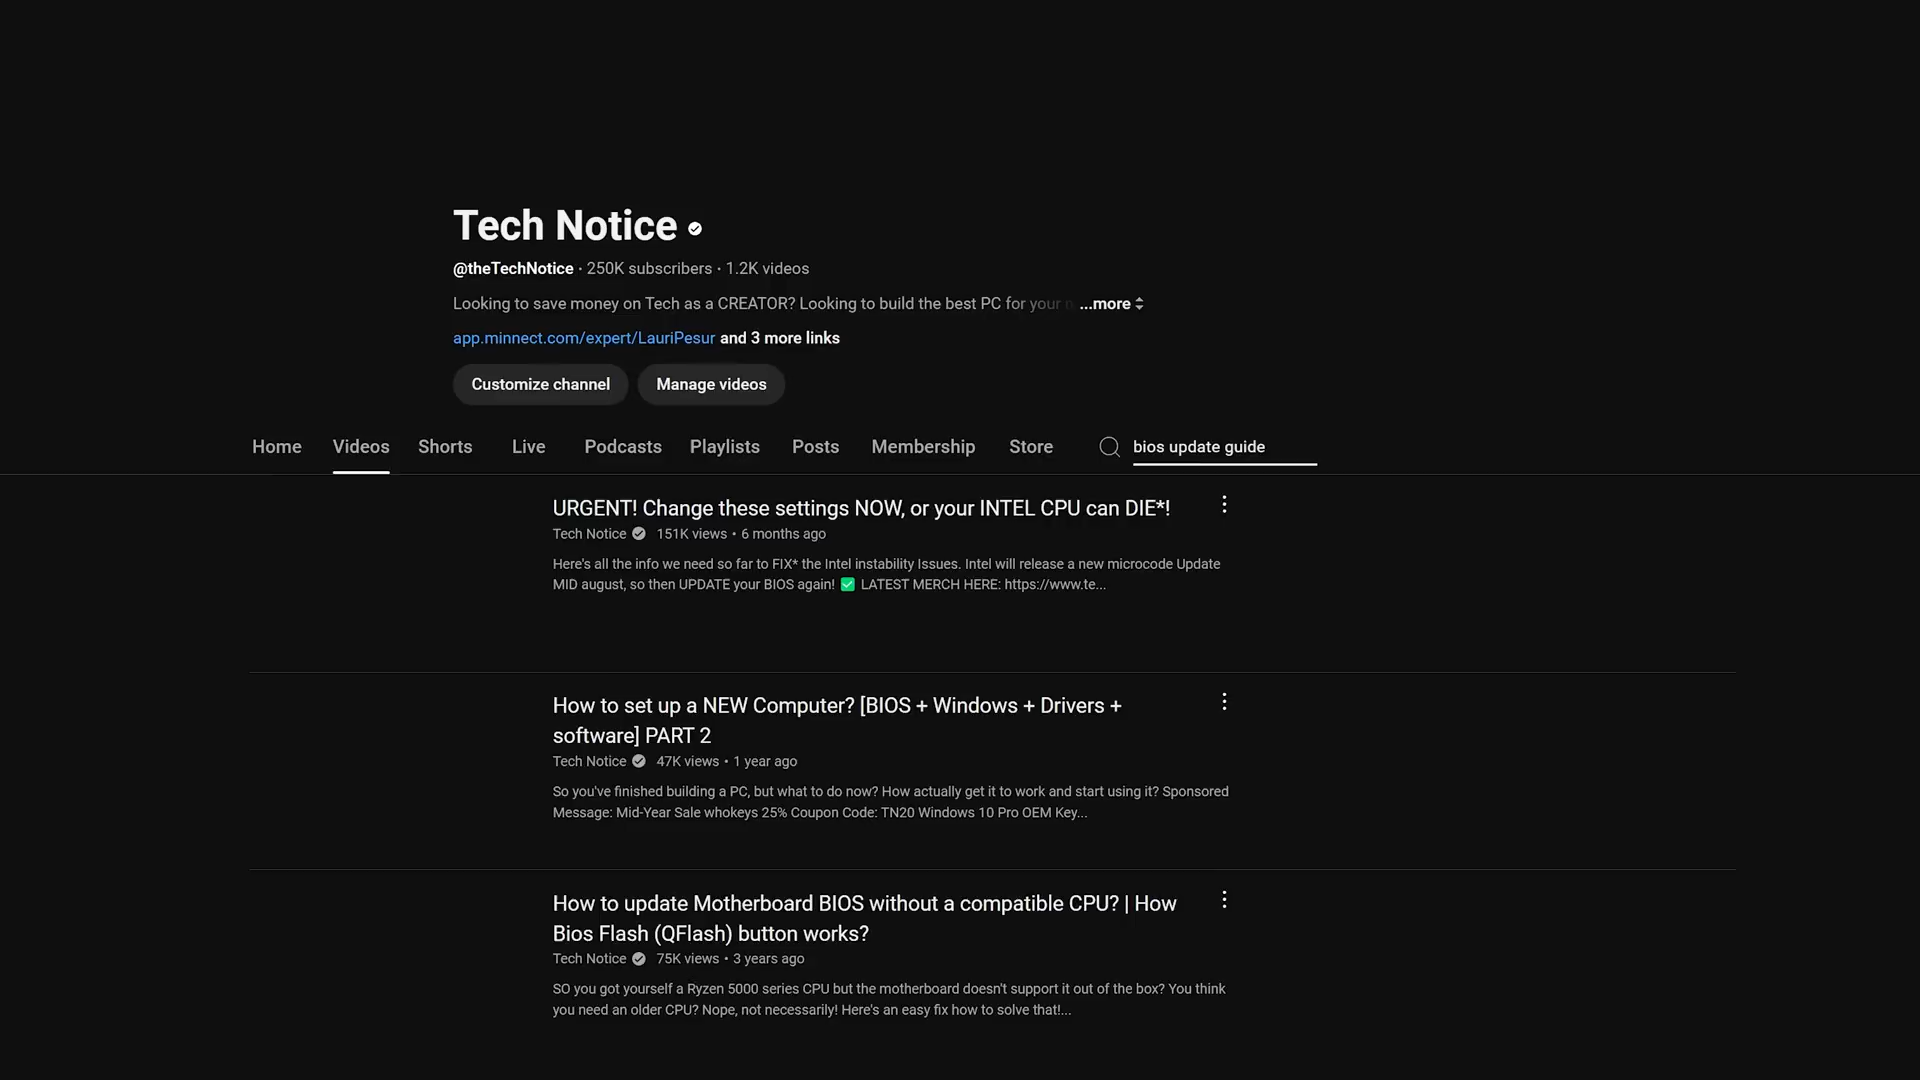 Tech Notice
@theTechNotice · 250K subscribers · 1.2K videos
Looking to save money on Tech as a CREATOR? Looking to build the best PC for your ...more
app.minnect.com/expert/LauriPesur and 3 more links
Customize channel Manage videos
Home Videos Shorts Live Podcasts Playlists Posts Membership Store bios update guide
URGENT! Change these settings NOW, or your INTEL CPU can DIE*!
Tech Notice 151K views • 6 months ago
Here's all the info we need so far to FIX* the Intel instability Issues. Intel will release a new microcode Update
MID august, so then UPDATE your BIOS again! ✅ LATEST MERCH HERE: https://www.te...
How to set up a NEW Computer? [BIOS + Windows + Drivers +
software] PART 2
Tech Notice 47K views • 1 year ago
So you've finished building a PC, but what to do now? How actually get it to work and start using it? Sponsored
Message: Mid-Year Sale whokeys 25% Coupon Code: TN20 Windows 10 Pro OEM Key...
How to update Motherboard BIOS without a compatible CPU? | How
Bios Flash (QFlash) button works?
Tech Notice 75K views • 3 years ago
SO you got yourself a Ryzen 5000 series CPU but the motherboard doesn't support it out of the box? You think
you need an older CPU? Nope, not necessarily! Here's an easy fix how to solve that!...